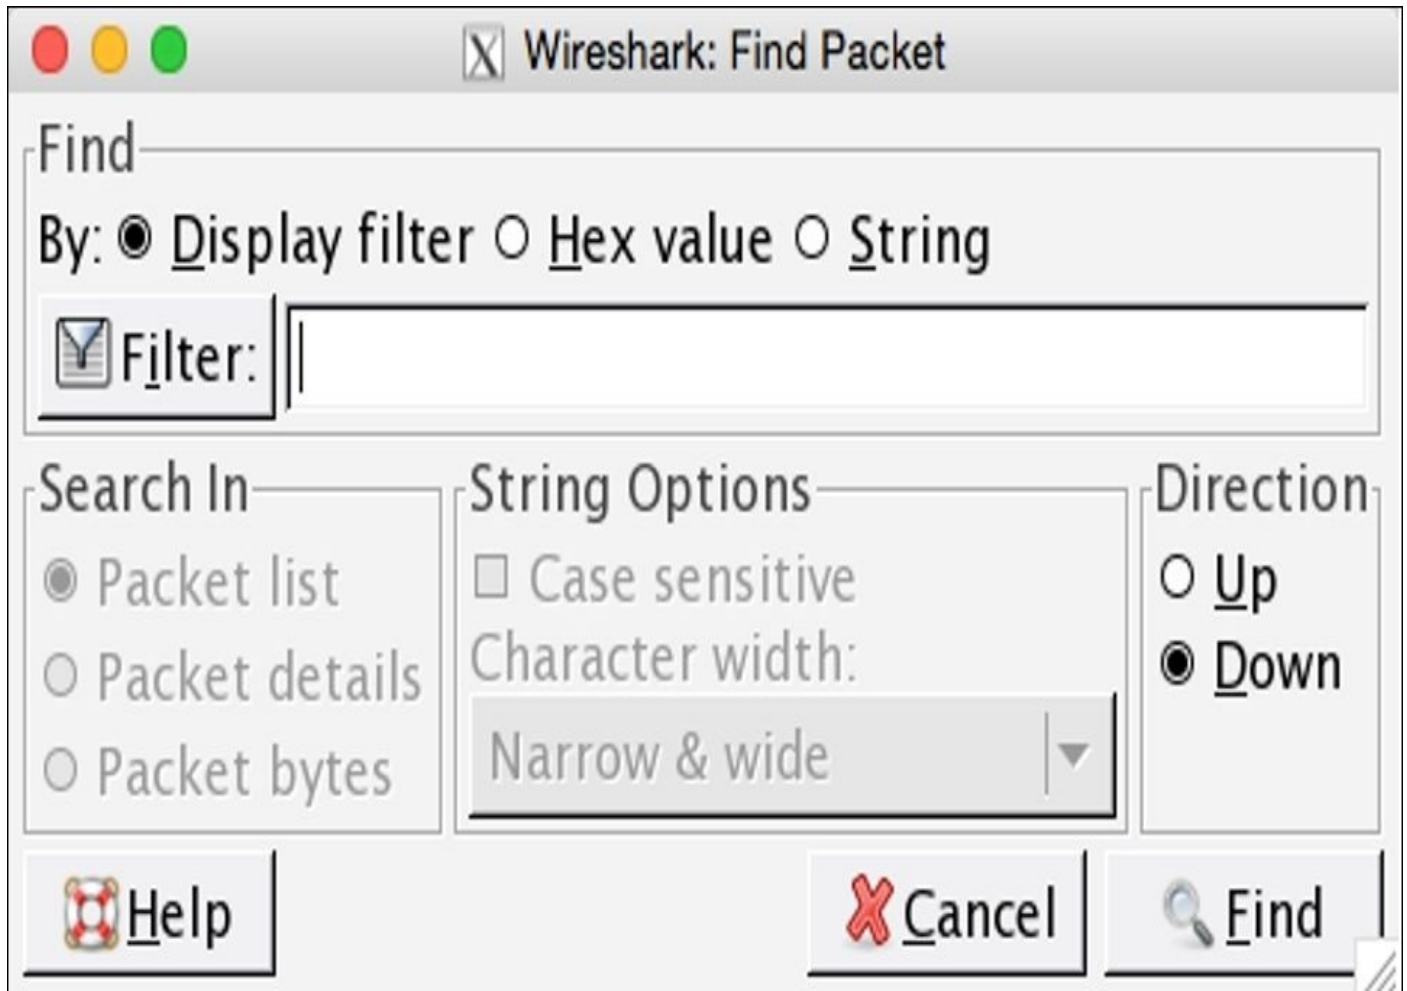 Wireshark: Find Packet
Find
By: Display filter Hex value String
Filter:
Search In
Packet list
Packet details
Packet bytes
String Options
Case sensitive
Character width:
Narrow & wide
Direction
Up
Down
Help Cancel Find